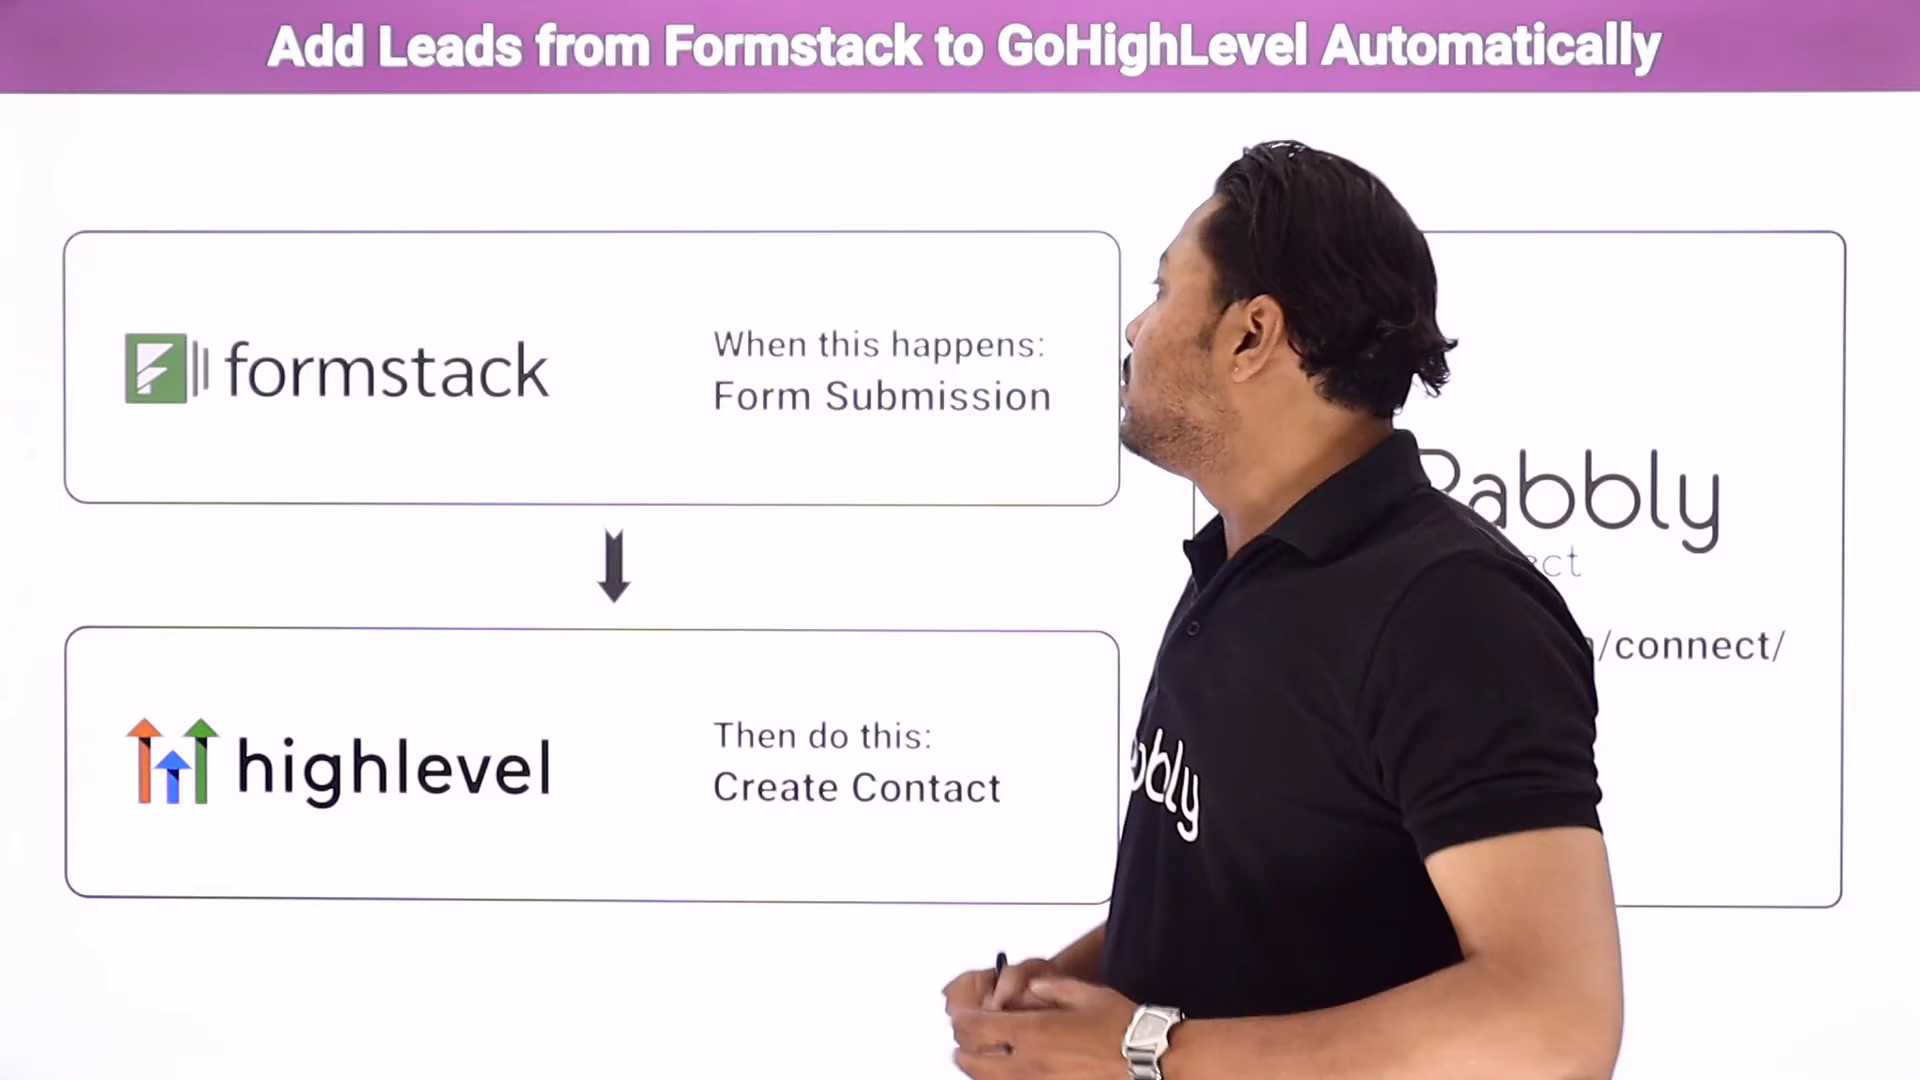 Add Leads from Formstack to GoHighLevel Automatically
formstack
When this happens:
Form Submission
highlevel
Then do this:
Create Contact
/connect/